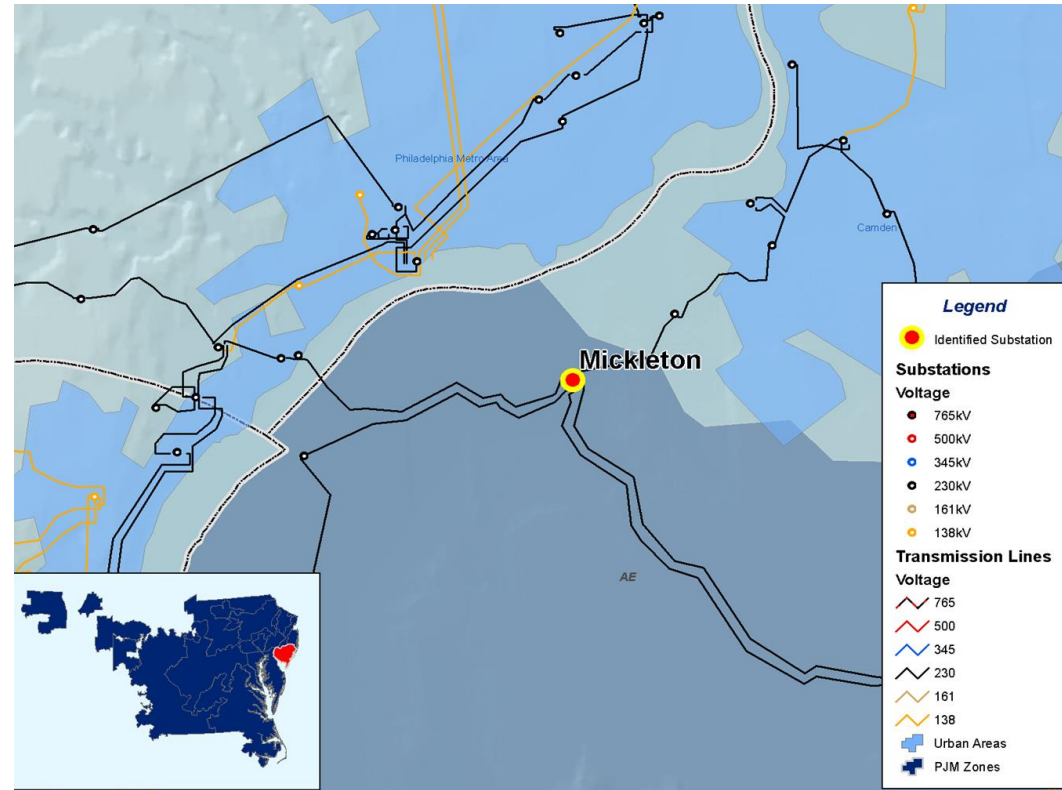 Philadelphia Metro Area
Camden
Mickleton
AE
Legend
Identified Substation
Substations
Voltage
765kV
500kV
345kV
230kV
161kV
138kV
Transmission Lines
Voltage
765
500
345
230
161
138
Urban Areas
PJM Zones